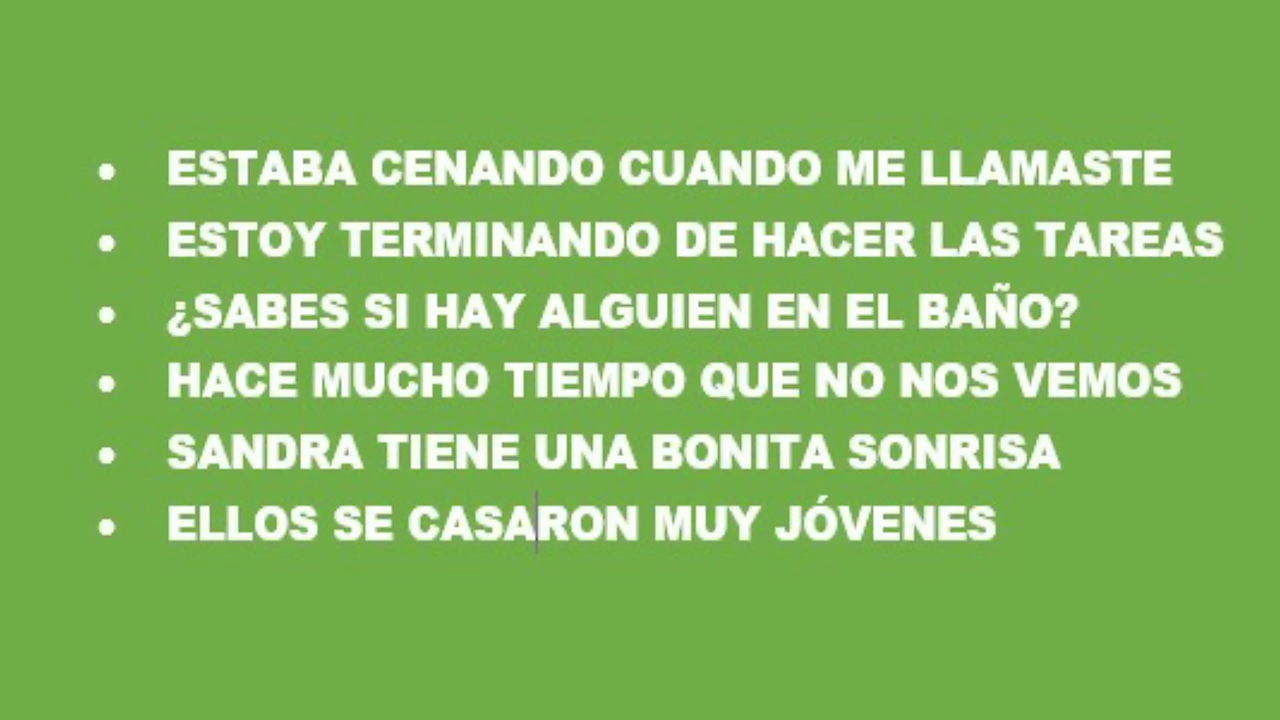 • ESTABA CENANDO CUANDO ME LLAMASTE
• ESTOY TERMINANDO DE HACER LAS TAREAS
• ¿SABES SI HAY ALGUIEN EN EL BAÑO?
• HACE MUCHO TIEMPO QUE NO NOS VEMOS
• SANDRA TIENE UNA BONITA SONRISA
• ELLOS SE CASARON MUY JÓVENES